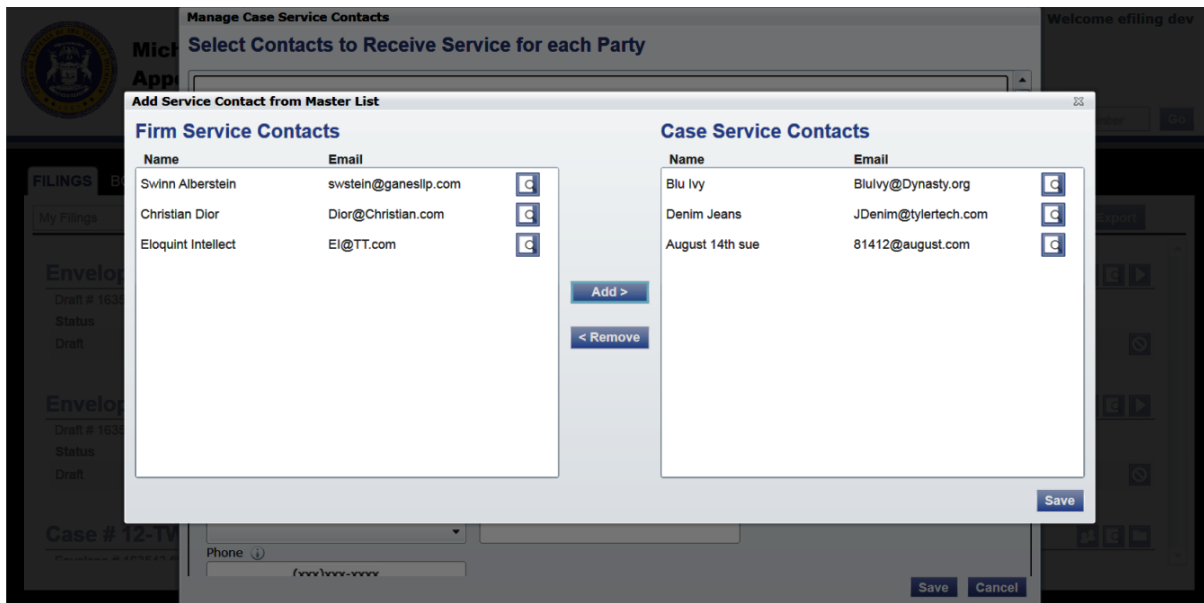 Manage Case Service Contacts
Welcome efiling dev
Select Contacts to Receive Service for each Party
Mich
Appe
Add Service Contact from Master List
Firm Service Contacts
Case Service Contacts
Name Email
Name Email
Go
FILINGS
Swinn Alberstein swstein@ganesllp.com
Blu Ivy BluIvy@Dynasty.org
My Filings
Christian Dior Dior@Christian.com
Denim Jeans JDenim@tylertech.com
Export
Eloquint Intellect EI@TT.com
August 14th sue 81412@august.com
Envelop
Draft # 1635
Add >
Status
Draft
< Remove
Envelop
Draft # 1635
Status
Draft
Save
Case # 12-TW
Phone
(xxx)xxx-xxxx
Save Cancel